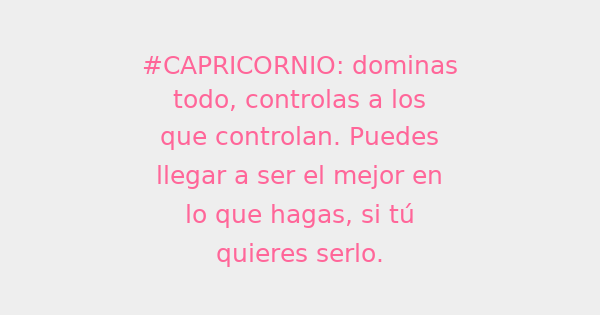 #CAPRICORNIO: dominas
todo, controlas a los
que controlan. Puedes
llegar a ser el mejor en
lo que hagas, si tú
quieres serlo.